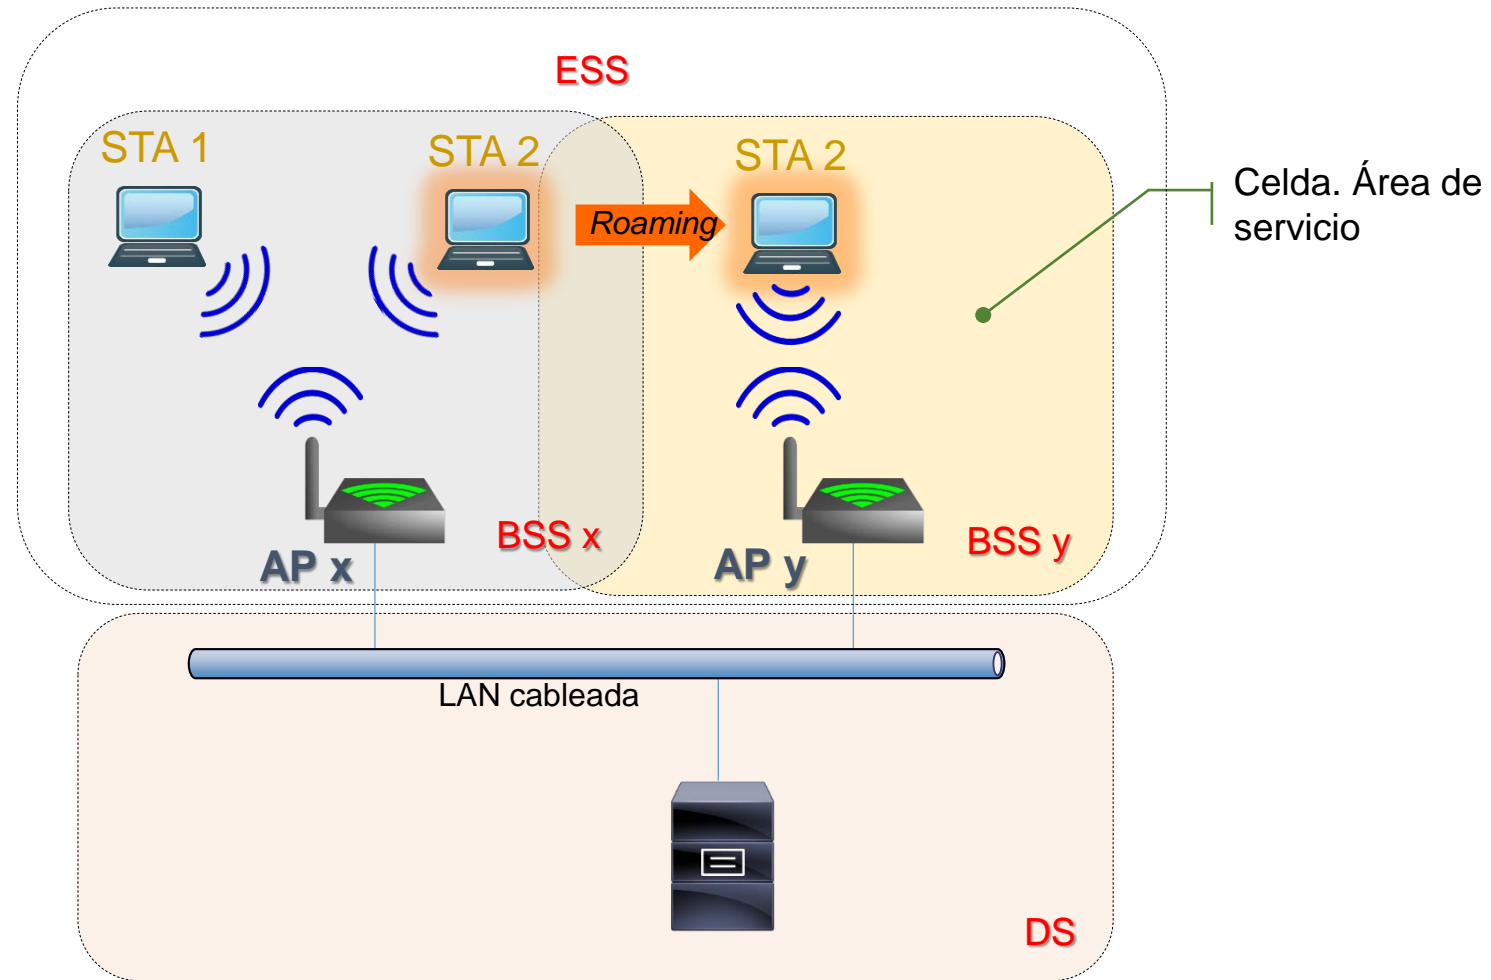 ESS
STA 1
STA 2
STA 2
Roaming
Celda. Área de
servicio
BSS x
BSS y
AP x
AP y
LAN cableada
DS